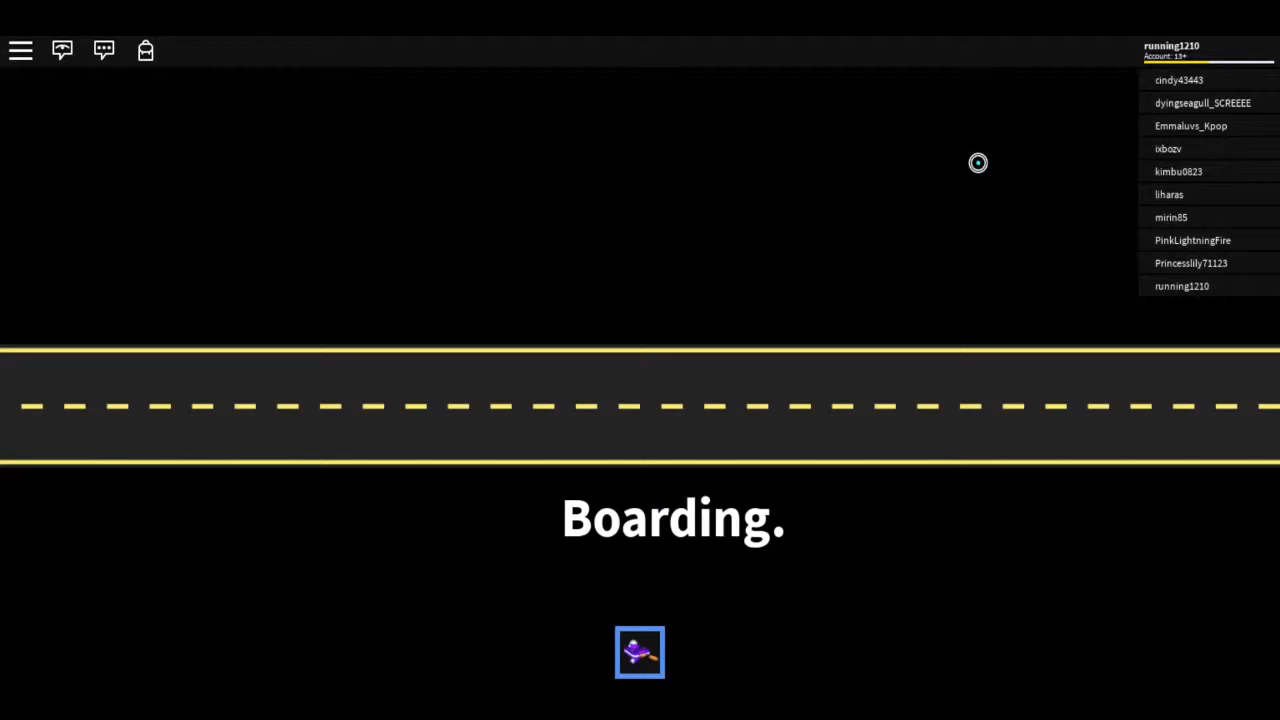 running1210
Account: 13+
cindy43443
dyingseagull_SCREEEE
Emmaluvs_Kpop
ixbozv
kimbu0823
liharas
mirin85
PinkLightningFire
Princesslily71123
running1210
Boarding.